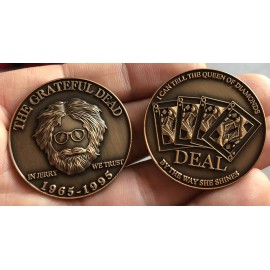 THE GRATEFUL DEAD
IN JERRY WE TRUST
1965-1995
I CAN TELL THE QUEEN OF DIAMONDS
DEAL
BY THE WAY SHE SHINES